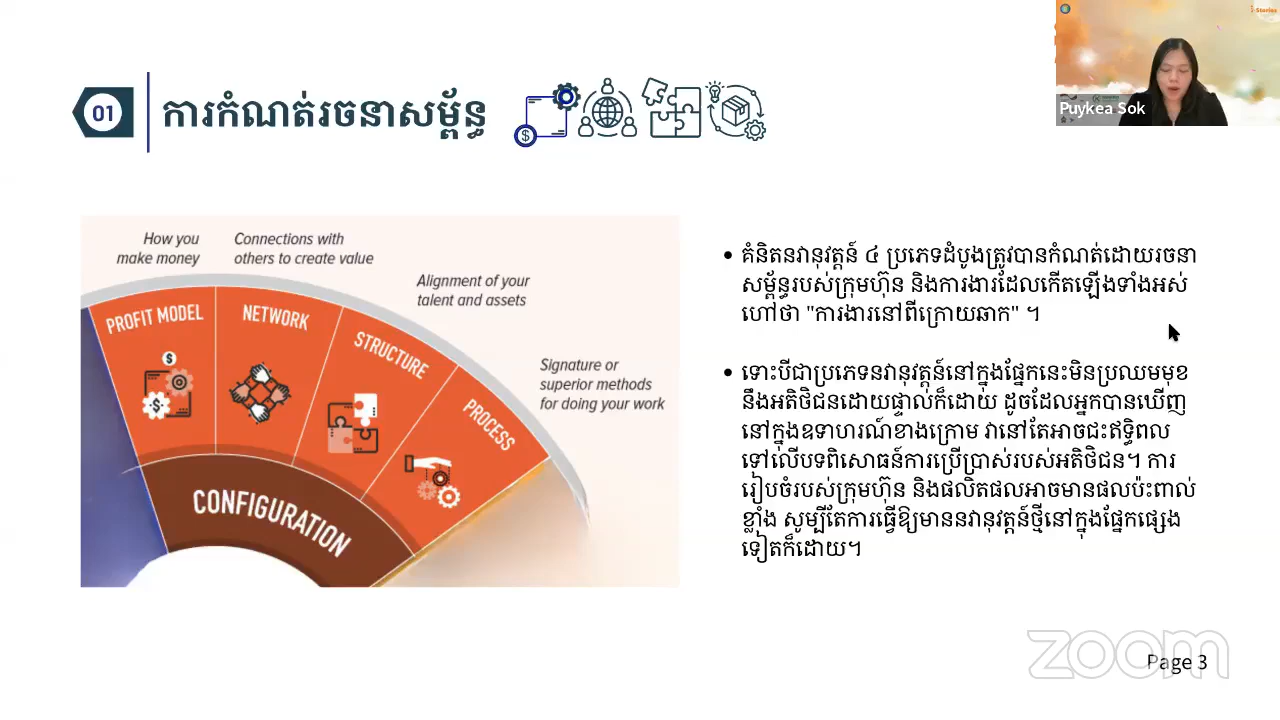 i-Stories
Puykea Sok
01
ការកំណត់រចនាសម្ព័ន្ធ
$
How you
make money
Connections with
others to create value
Alignment of your
talent and assets
Signature or
superior methods
for doing your work
PROFIT MODEL
NETWORK
STRUCTURE
PROCESS
$
$
CONFIGURATION
• គំនិតនវានុវត្តន៍ ៤ ប្រភេទដំបូងត្រូវបានកំណត់ដោយរចនា
សម្ព័ន្ធរបស់ក្រុមហ៊ុន និងការងារដែលកើតឡើងទាំងអស់
ហៅថា "ការងារនៅពីក្រោយឆាក" ។
• ទោះបីជាប្រភេទនវានុវត្តន៍នៅក្នុងផ្នែកនេះមិនប្រឈមមុខ
នឹងអតិថិជនដោយផ្ទាល់ក៏ដោយ ដូចដែលអ្នកបានឃើញ
នៅក្នុងឧទាហរណ៍ខាងក្រោម វានៅតែអាចជះឥទ្ធិពល
ទៅលើបទពិសោធន៍ការប្រើប្រាស់របស់អតិថិជន។ ការ
រៀបចំរបស់ក្រុមហ៊ុន និងផលិតផលអាចមានផលប៉ះពាល់
ខ្លាំង សូម្បីតែការធ្វើឱ្យមាននវានុវត្តន៍ថ្មីនៅក្នុងផ្នែកផ្សេង
ទៀតក៏ដោយ។
zoom
Page 3